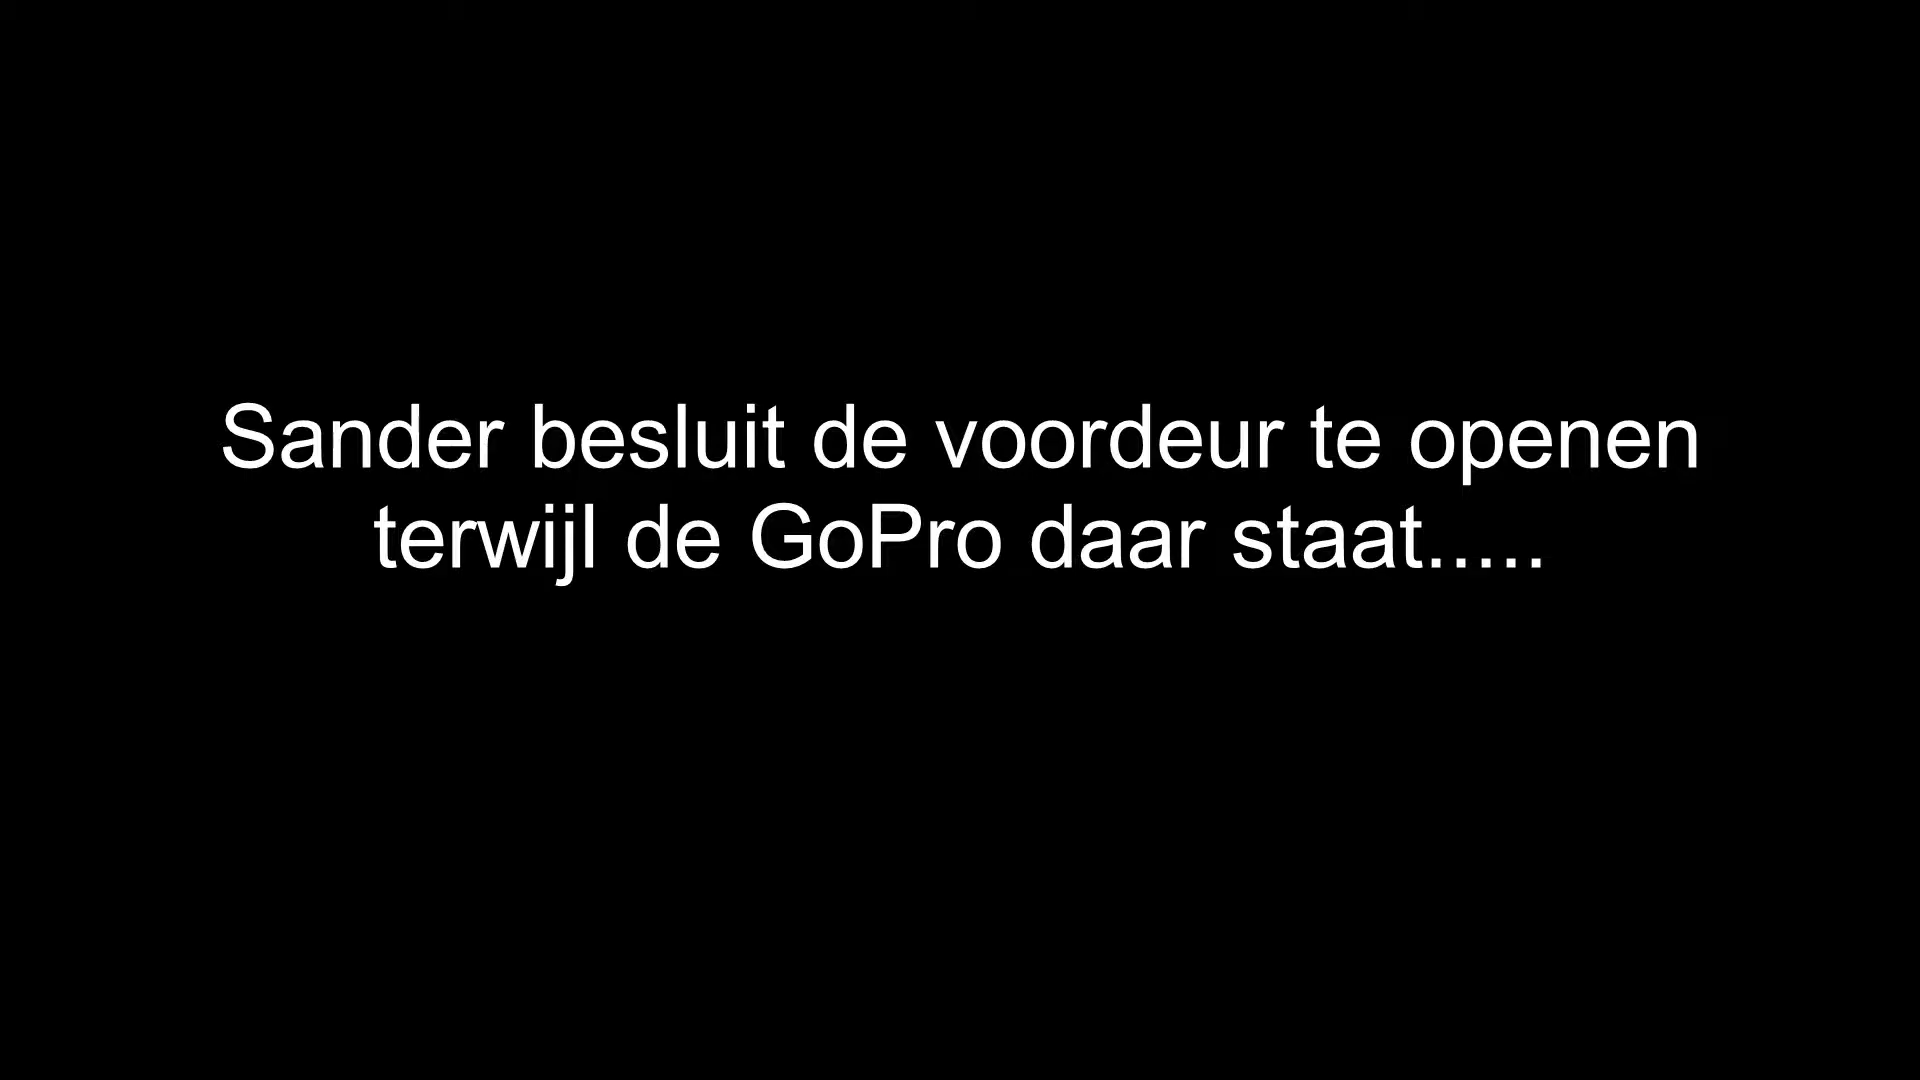 Sander besluit de voordeur te openen
terwijl de GoPro daar staat.....